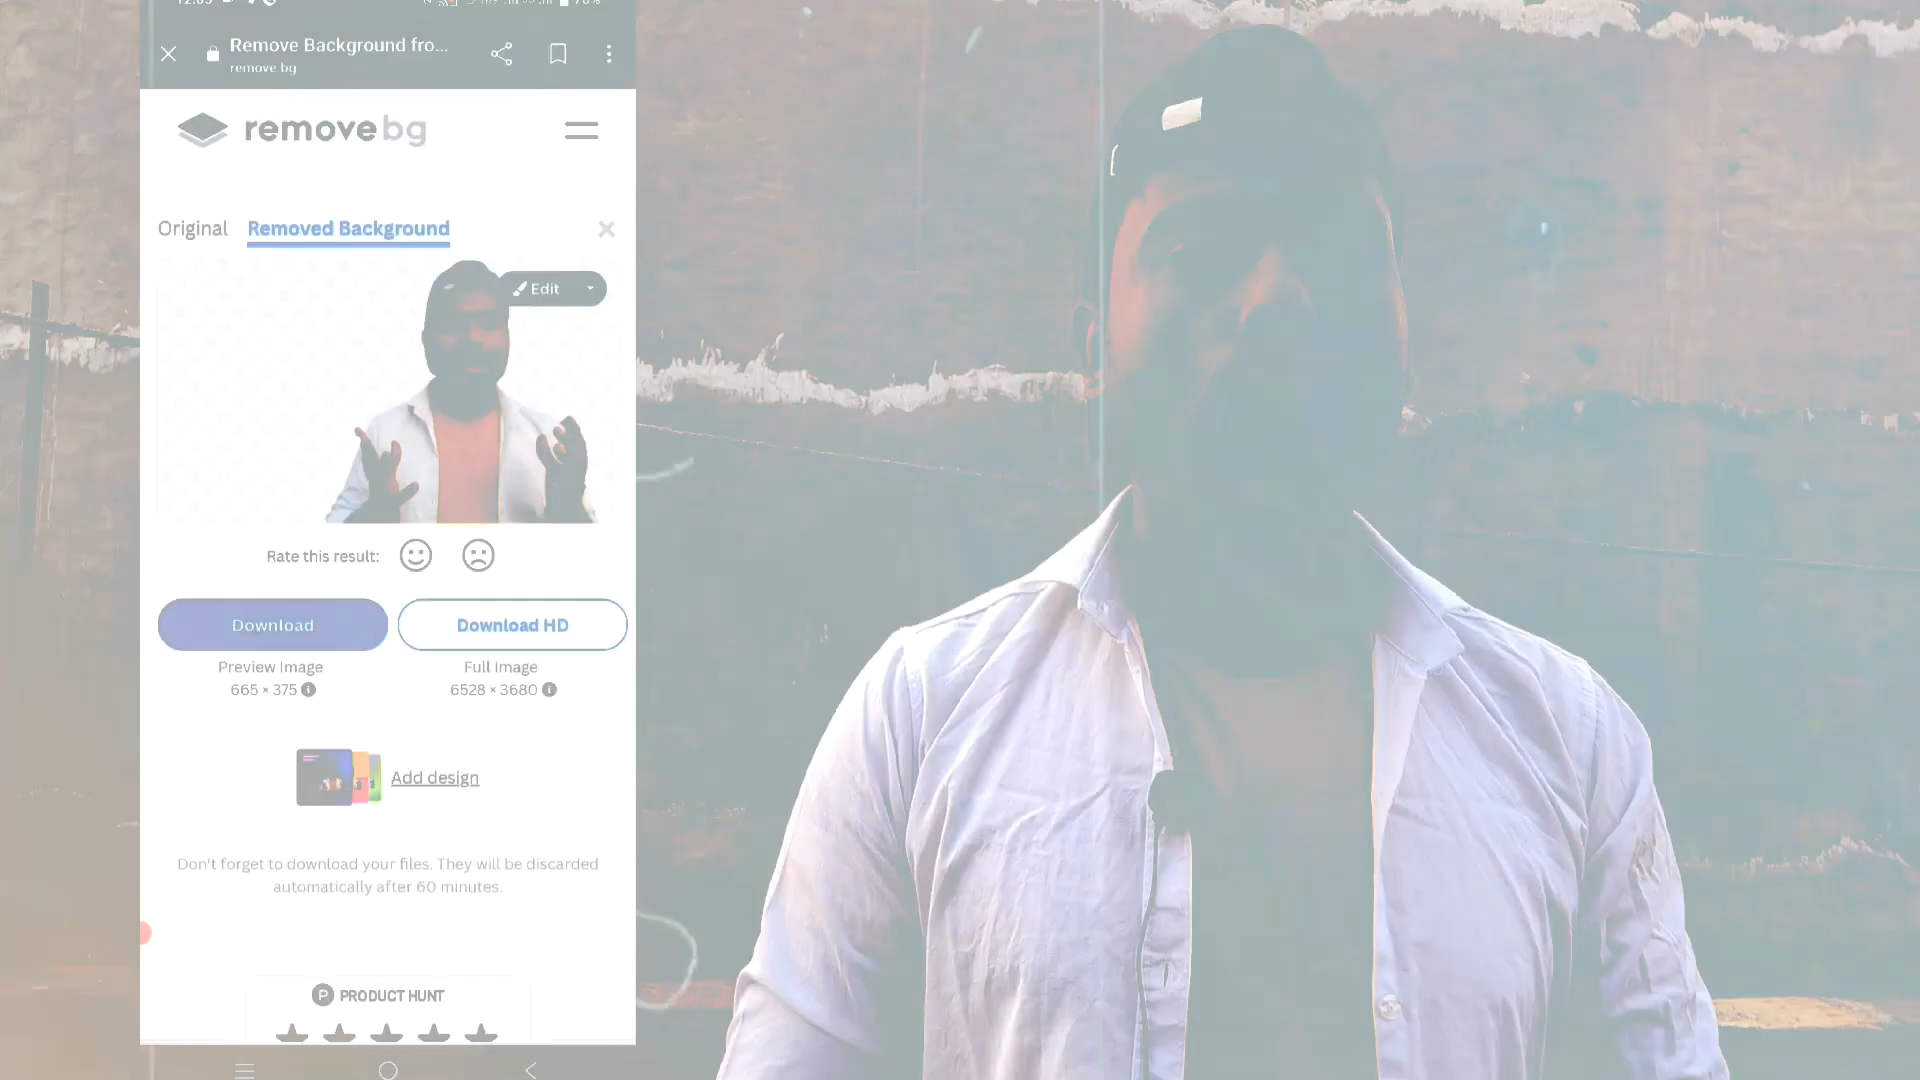 Remove Background fro...
remove.bg
removebg
Original Removed Background
Edit
Rate this result:
Download Download HD
Preview Image Full Image
665 × 375 6528 × 3680
Add design
Don't forget to download your files. They will be discarded
automatically after 60 minutes.
P PRODUCT HUNT